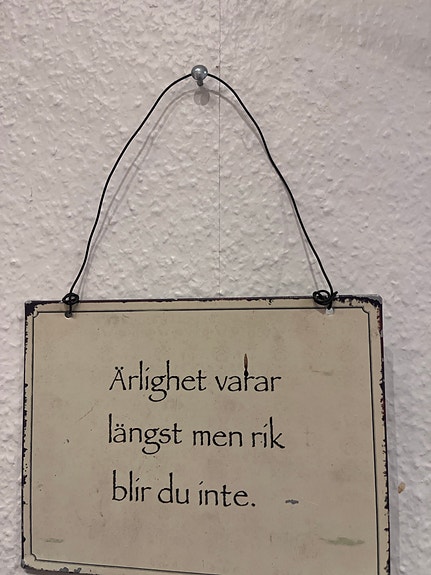 Ärlighet varar
längst men rik
blir du inte.